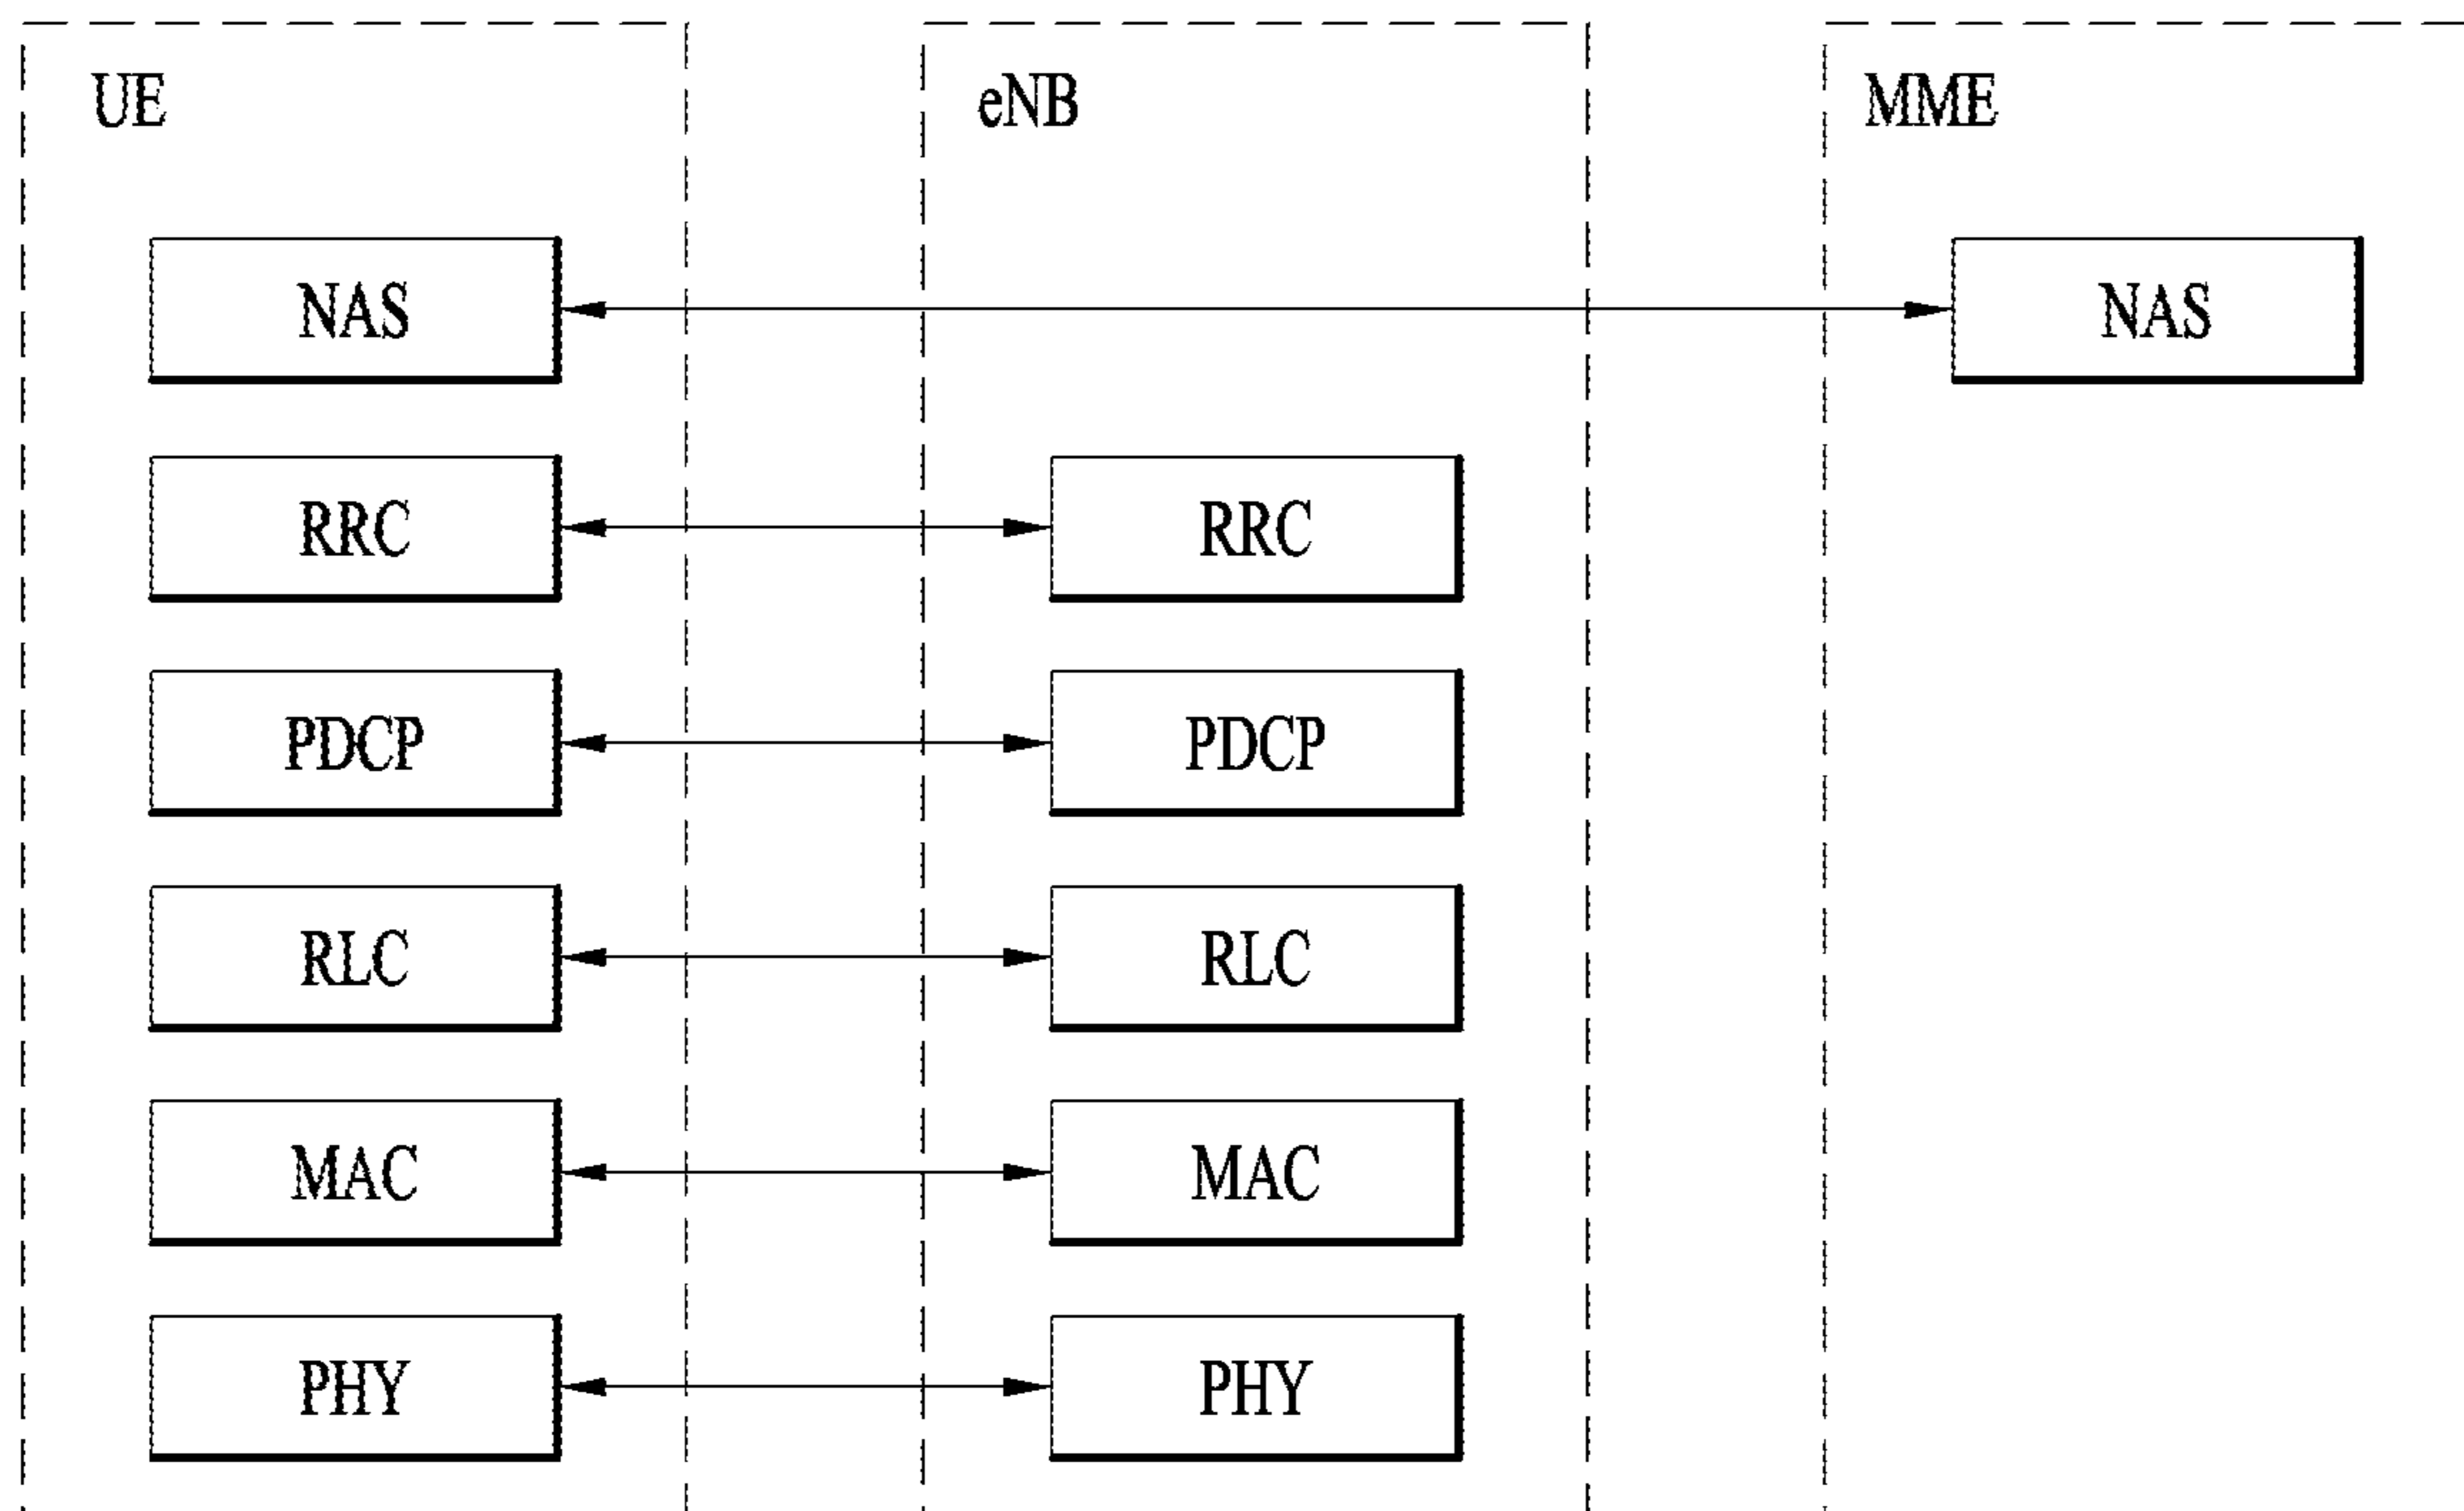 UE eNB MME
NAS NAS
RRC RRC
PDCP PDCP
RLC RLC
MAC MAC
PHY PHY